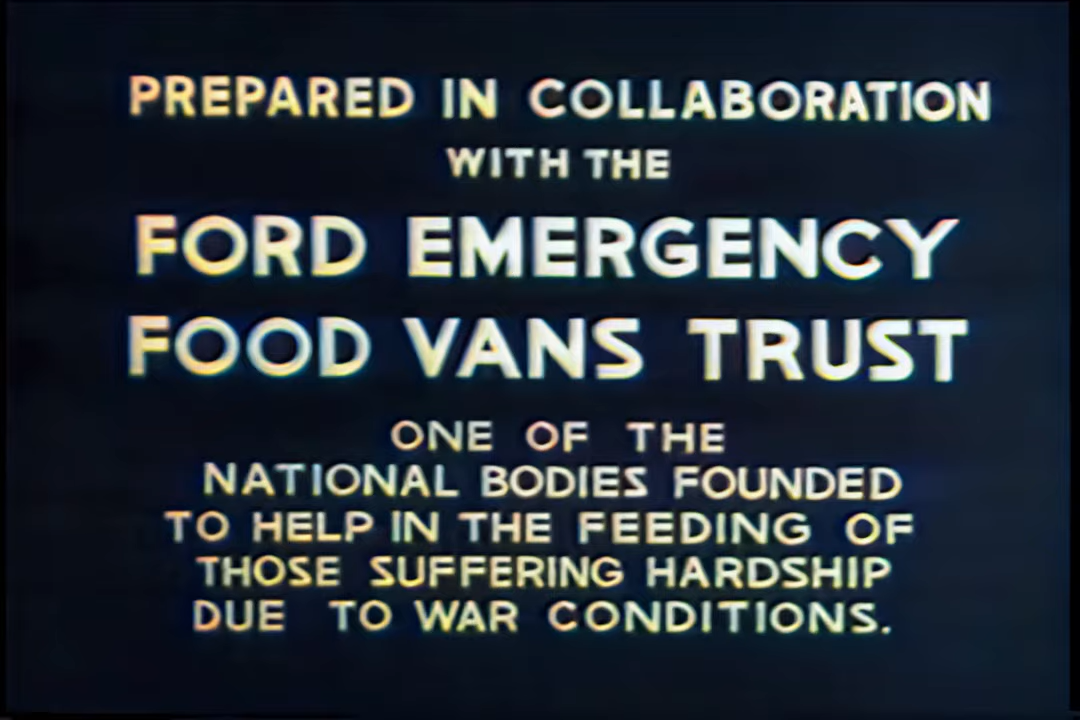 PREPARED IN COLLABORATION
WITH THE
FORD EMERGENCY
FOOD VANS TRUST
ONE OF THE
NATIONAL BODIES FOUNDED
TO HELP IN THE FEEDING OF
THOSE SUFFERING HARDSHIP
DUE TO WAR CONDITIONS.